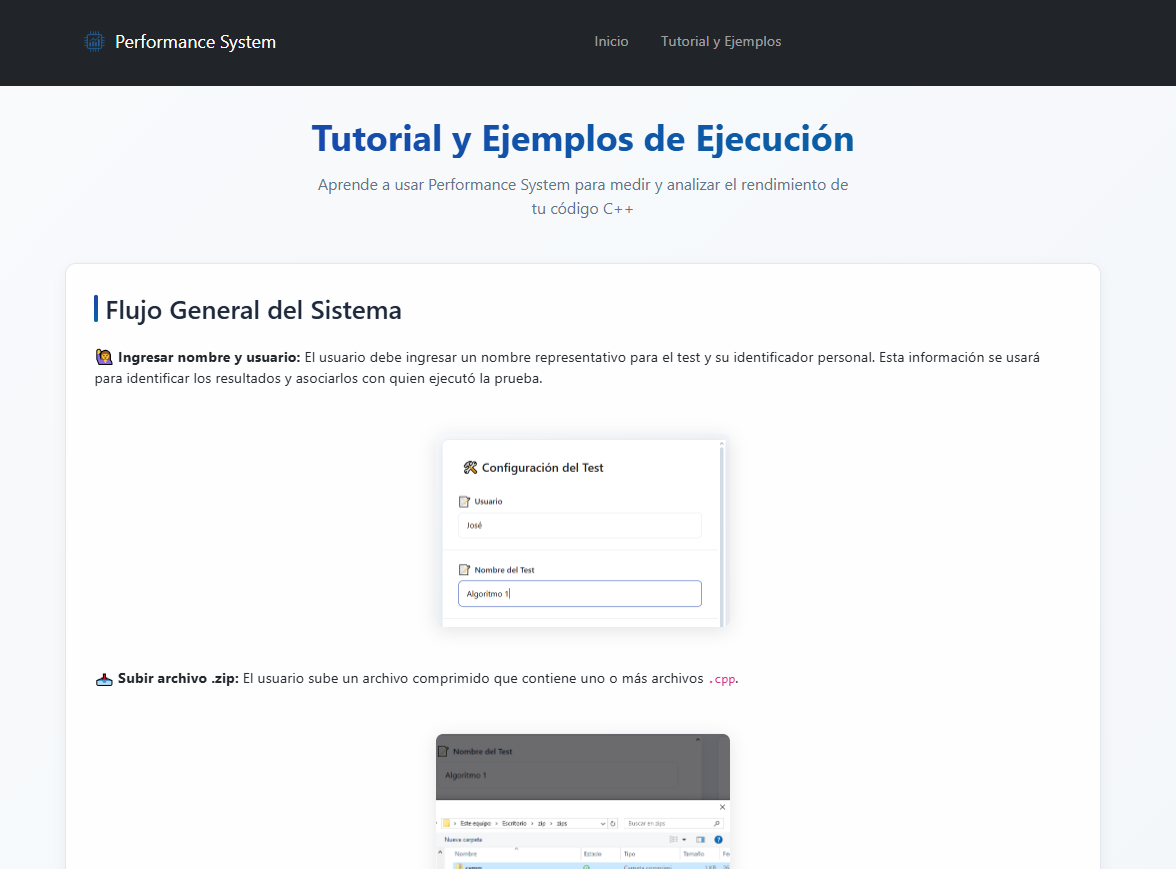 Performance System
Inicio
Tutorial y Ejemplos
Tutorial y Ejemplos de Ejecución
Aprende a usar Performance System para medir y analizar el rendimiento de
tu código C++
Flujo General del Sistema
Ingresar nombre y usuario: El usuario debe ingresar un nombre representativo para el test y su identificador personal. Esta información se usará
para identificar los resultados y asociarlos con quien ejecutó la prueba.
Configuración del Test
Usuario
José
Nombre del Test
Algoritmo 1
Subir archivo .zip: El usuario sube un archivo comprimido que contiene uno o más archivos .cpp.
Nombre del Test
Algoritmo 1
Este equipo > Escritorio > zip > zips
Buscar en zips
Nueva carpeta
Nombre
Estado
Tipo
Tamaño